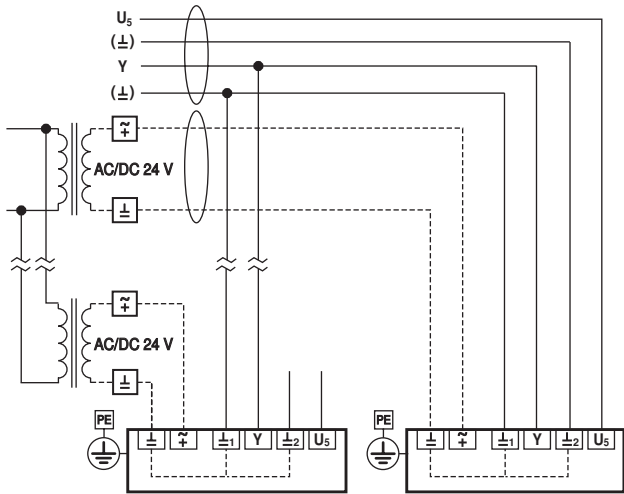 U₅
(⊥)
Y
(⊥)
≂+
AC/DC 24 V
⊥
≂+
AC/DC 24 V
⊥
PE ⊥ ≂+ ⊥1 Y ⊥2 U₅
PE ⊥ ≂+ ⊥1 Y ⊥2 U₅